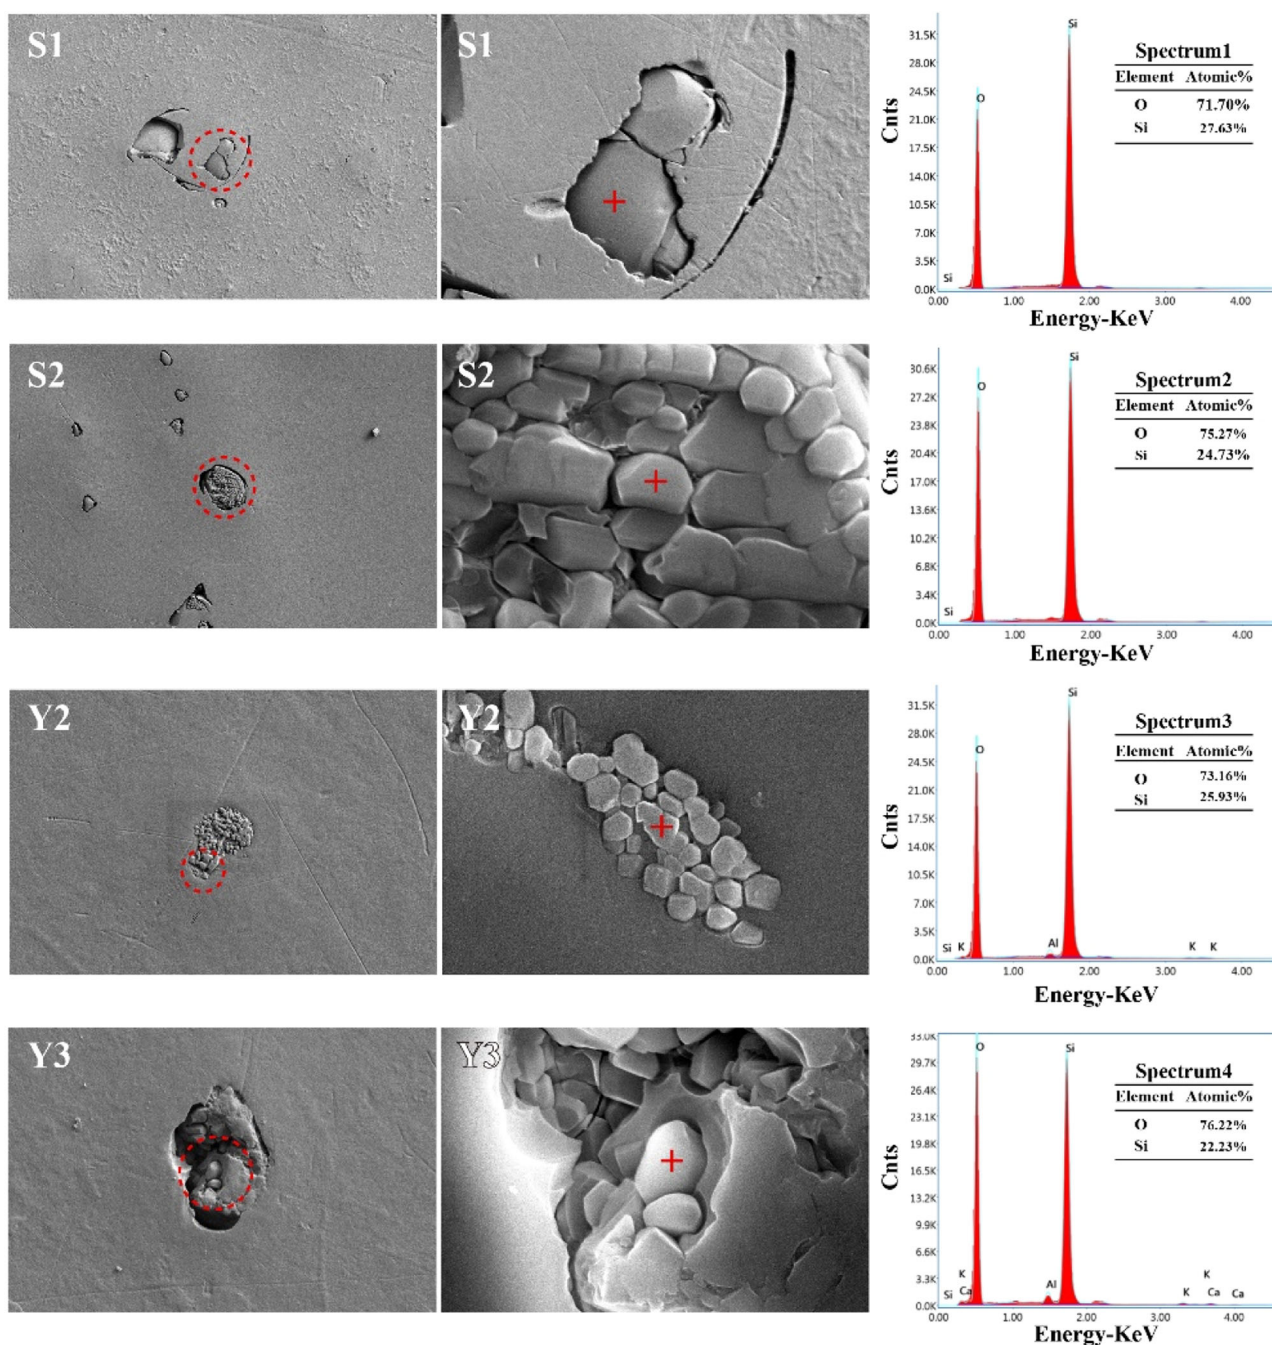 S1
S1
Si
O
Spectrum1
Element Atomic%
O 71.70%
Si 27.63%
Cnts
31.5K
28.0K
24.5K
21.0K
17.5K
14.0K
10.5K
7.0K
3.5K
0.0K
Si
0.00 1.00 2.00 3.00 4.00
Energy-KeV
S2
S2
Si
O
Spectrum2
Element Atomic%
O 75.27%
Si 24.73%
Cnts
30.6K
27.2K
23.8K
20.4K
17.0K
13.6K
10.2K
6.8K
3.4K
0.0K
Si
0.00 1.00 2.00 3.00 4.00
Energy-KeV
Y2
Y2
Si
O
Spectrum3
Element Atomic%
O 73.16%
Si 25.93%
Cnts
31.5K
28.0K
24.5K
21.0K
17.5K
14.0K
10.5K
7.0K
3.5K
0.0K
Si K Al K K
0.00 1.00 2.00 3.00 4.00
Energy-KeV
Y3
Y3
O
Si
Spectrum4
Element Atomic%
O 76.22%
Si 22.23%
Cnts
33.0K
29.7K
26.4K
23.1K
19.8K
16.5K
13.2K
9.9K
6.6K
3.3K
0.0K
K K
Si Ca Al K Ca Ca
0.00 1.00 2.00 3.00 4.00
Energy-KeV